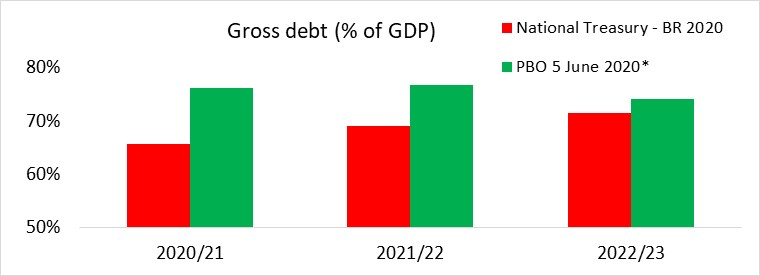 Gross debt (% of GDP)
National Treasury - BR 2020
PBO 5 June 2020*
80%
70%
60%
50%
2020/21
2021/22
2022/23